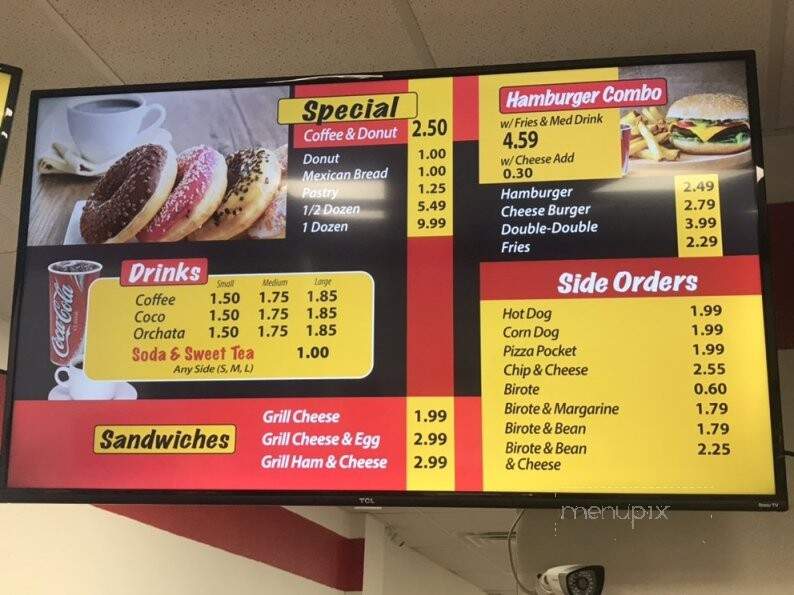 Special
Coffee & Donut 2.50
Donut 1.00
Mexican Bread 1.00
Pastry 1.25
1/2 Dozen 5.49
1 Dozen 9.99
Hamburger Combo
w/ Fries & Med Drink
4.59
w/ Cheese Add
0.30
Hamburger 2.49
Cheese Burger 2.79
Double-Double 3.99
Fries 2.29
Drinks
Small Medium Large
Coffee 1.50 1.75 1.85
Coco 1.50 1.75 1.85
Orchata 1.50 1.75 1.85
Soda & Sweet Tea 1.00
Any Side (S, M, L)
Coca-Cola
Side Orders
Hot Dog 1.99
Corn Dog 1.99
Pizza Pocket 1.99
Chip & Cheese 2.55
Birote 0.60
Birote & Margarine 1.79
Birote & Bean 1.79
Birote & Bean 2.25
& Cheese
Sandwiches
Grill Cheese 1.99
Grill Cheese & Egg 2.99
Grill Ham & Cheese 2.99
TCL
Roku TV
menupix